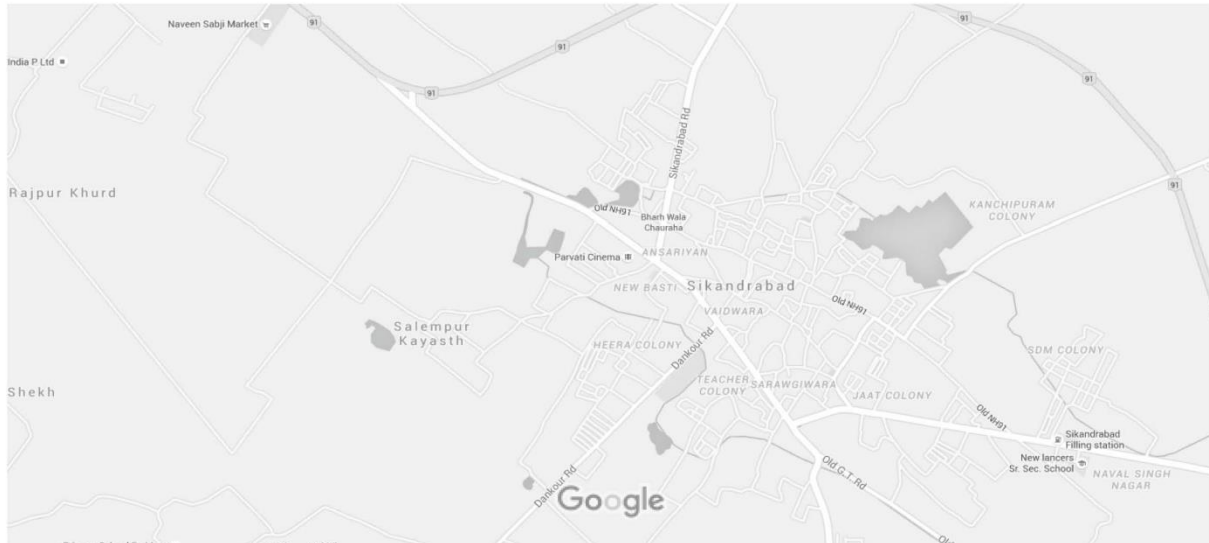 Naveen Sabji Market
91
91
91
91
91
India P Ltd
Sikandrabad Rd
Rajpur Khurd
Old NH91
Bharh Wala
Chauraha
KANCHIPURAM
COLONY
ANSARIYAN
Parvati Cinema
NEW BASTI
Sikandrabad
Old NH91
VAIDWARA
Salempur
Kayasth
HEERA COLONY
Dankour Rd
SDM COLONY
Shekh
TEACHER
COLONY
SARAWGIWARA
JAAT COLONY
Old NH91
Sikandrabad
Filling station
New lancers
Sr. Sec. School
NAVAL SINGH
NAGAR
Old G.T. Rd
Dankour Rd
Google